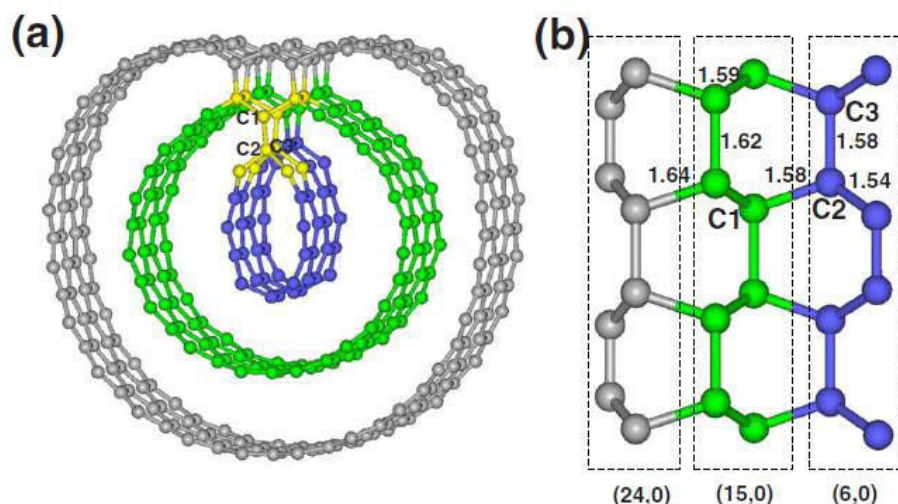 (a)
C1
C2
C3
(b)
1.59
C3
1.62
1.58
1.64
1.58
1.54
C1
C2
(24,0)
(15,0)
(6,0)